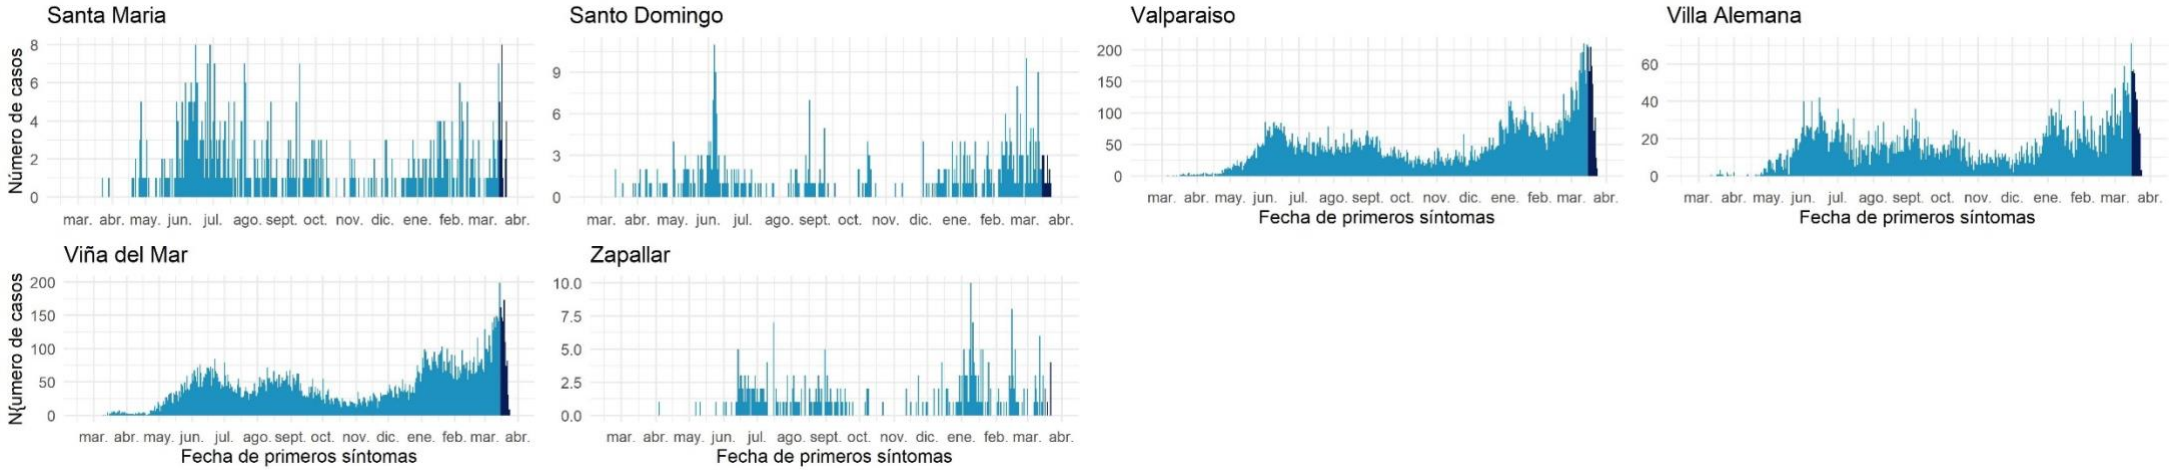 Santa Maria
Santo Domingo
Valparaiso
Villa Alemana
Número de casos
8
6
4
2
0
9
6
3
0
200
150
100
50
0
60
40
20
0
mar. abr. may. jun. jul. ago. sept. oct. nov. dic. ene. feb. mar. abr.
mar. abr. may. jun. jul. ago. sept. oct. nov. dic. ene. feb. mar. abr.
mar. abr. may. jun. jul. ago. sept. oct. nov. dic. ene. feb. mar. abr.
mar. abr. may. jun. jul. ago. sept. oct. nov. dic. ene. feb. mar. abr.
Fecha de primeros síntomas
Fecha de primeros síntomas
Viña del Mar
Zapallar
N{umero de casos
200
150
100
50
0
10.0
7.5
5.0
2.5
0.0
mar. abr. may. jun. jul. ago. sept. oct. nov. dic. ene. feb. mar. abr.
mar. abr. may. jun. jul. ago. sept. oct. nov. dic. ene. feb. mar. abr.
Fecha de primeros síntomas
Fecha de primeros síntomas